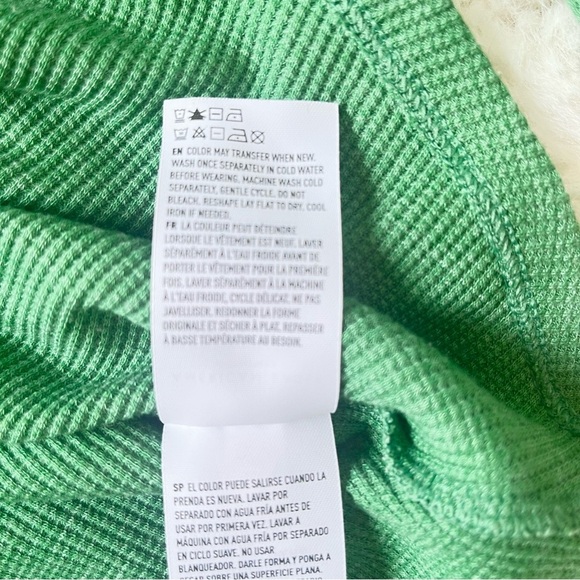 EN COLOR MAY TRANSFER WHEN NEW.
WASH ONCE SEPARATELY IN COLD WATER
BEFORE WEARING. MACHINE WASH COLD
SEPARATELY, GENTLE CYCLE. DO NOT
BLEACH. RESHAPE LAY FLAT TO DRY. COOL
IRON IF NEEDED.
FR LA COULEUR PEUT DÉTEINDRE
LORSQUE LE VÊTEMENT EST NEUF. LAVER
SÉPARÉMENT À L'EAU FROIDE AVANT DE
PORTER LE VÊTEMENT POUR LA PREMIÈRE
FOIS. LAVER SÉPARÉMENT À LA MACHINE
À L'EAU FROIDE, CYCLE DÉLICAT. NE PAS
JAVELLISER. REDONNER LA FORME
ORIGINALE ET SÉCHER À PLAT. REPASSER
À BASSE TEMPÉRATURE AU BESOIN.
SP EL COLOR PUEDE SALIRSE CUANDO LA
PRENDA ES NUEVA. LAVAR POR
SEPARADO CON AGUA FRÍA ANTES DE
USAR POR PRIMERA VEZ. LAVAR A
MÁQUINA CON AGUA FRÍA POR SEPARADO
EN CICLO SUAVE. NO USAR
BLANQUEADOR. DARLE FORMA Y PONGA A
SECAR SOBRE UNA SUPERFICIE PLANA.